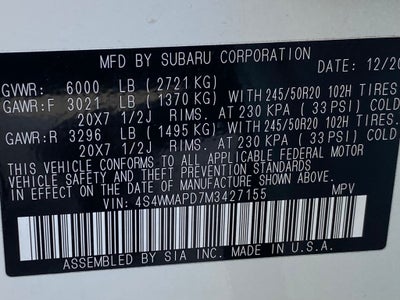 MFD BY SUBARU CORPORATION DATE: 12/20
GVWR: 6000 LB (2721 KG)
GAWR:F 3021 LB (1370 KG) WITH 245/50R20 102H TIRES
20X7 1/2J RIMS. AT 230 KPA (33 PSI) COLD
GAWR:R 3296 LB (1495 KG) WITH 245/50R20 102H TIRES
20X7 1/2J RIMS. AT 230 KPA (33 PSI) COLD
THIS VEHICLE CONFORMS TO ALL APPLICABLE FEDERAL MOTOR
VEHICLE SAFETY AND THEFT PREVENTION STANDARDS
IN EFFECT ON THE DATE OF MANUFACTURE SHOWN ABOVE.
VIN: 4S4WMAPD7M3427155 MPV
ASSEMBLED BY SIA INC. MADE IN U.S.A.